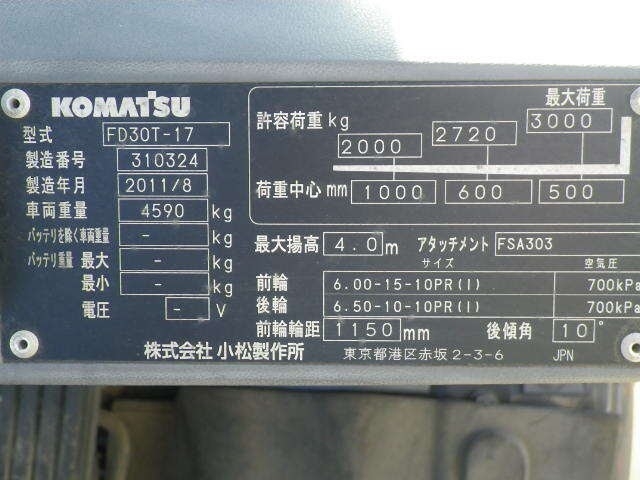 KOMATSU
型式 FD30T-17
製造番号 310324
製造年月 2011/8
車両重量 4590 kg
バッテリを除く車両重量 - kg
バッテリ重量 最大 - kg
最小 - kg
電圧 - V
最大荷重
許容荷重 kg 2000 2720 3000
荷重中心 mm 1000 600 500
最大揚高 4.0 m アタッチメント FSA303
サイズ 空気圧
前輪 6.00-15-10PR(I) 700kPa
後輪 6.50-10-10PR(I) 700kPa
前輪輪距 1150 mm 後傾角 10°
株式会社 小松製作所 東京都港区赤坂 2-3-6 JPN